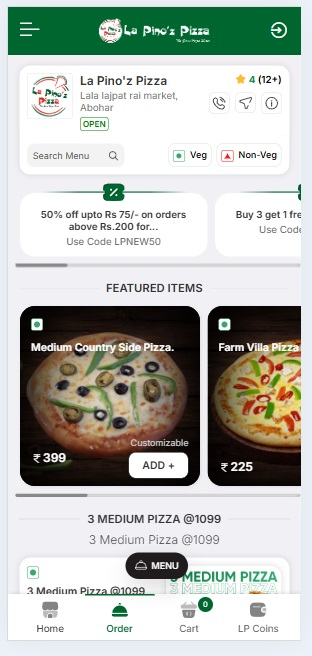 La Pino'z Pizza
La Pino'z Pizza
★ 4 (12+)
Lala lajpat rai market,
Abohar
OPEN
Search Menu
Veg
Non-Veg
50% off upto Rs 75/- on orders
above Rs.200 for...
Use Code LPNEW50
Buy 3 get 1 fre
Use Code
FEATURED ITEMS
Medium Country Side Pizza.
Farm Villa Pizza
Customizable
₹ 399
ADD +
₹ 225
3 MEDIUM PIZZA @1099
3 MEDIUM PIZZA @1099
MENU
3 MEDIUM PIZZA
3 MEDIUM PIZZA
3 Medium Pizza @1099
Home
Order
0
Cart
LP Coins